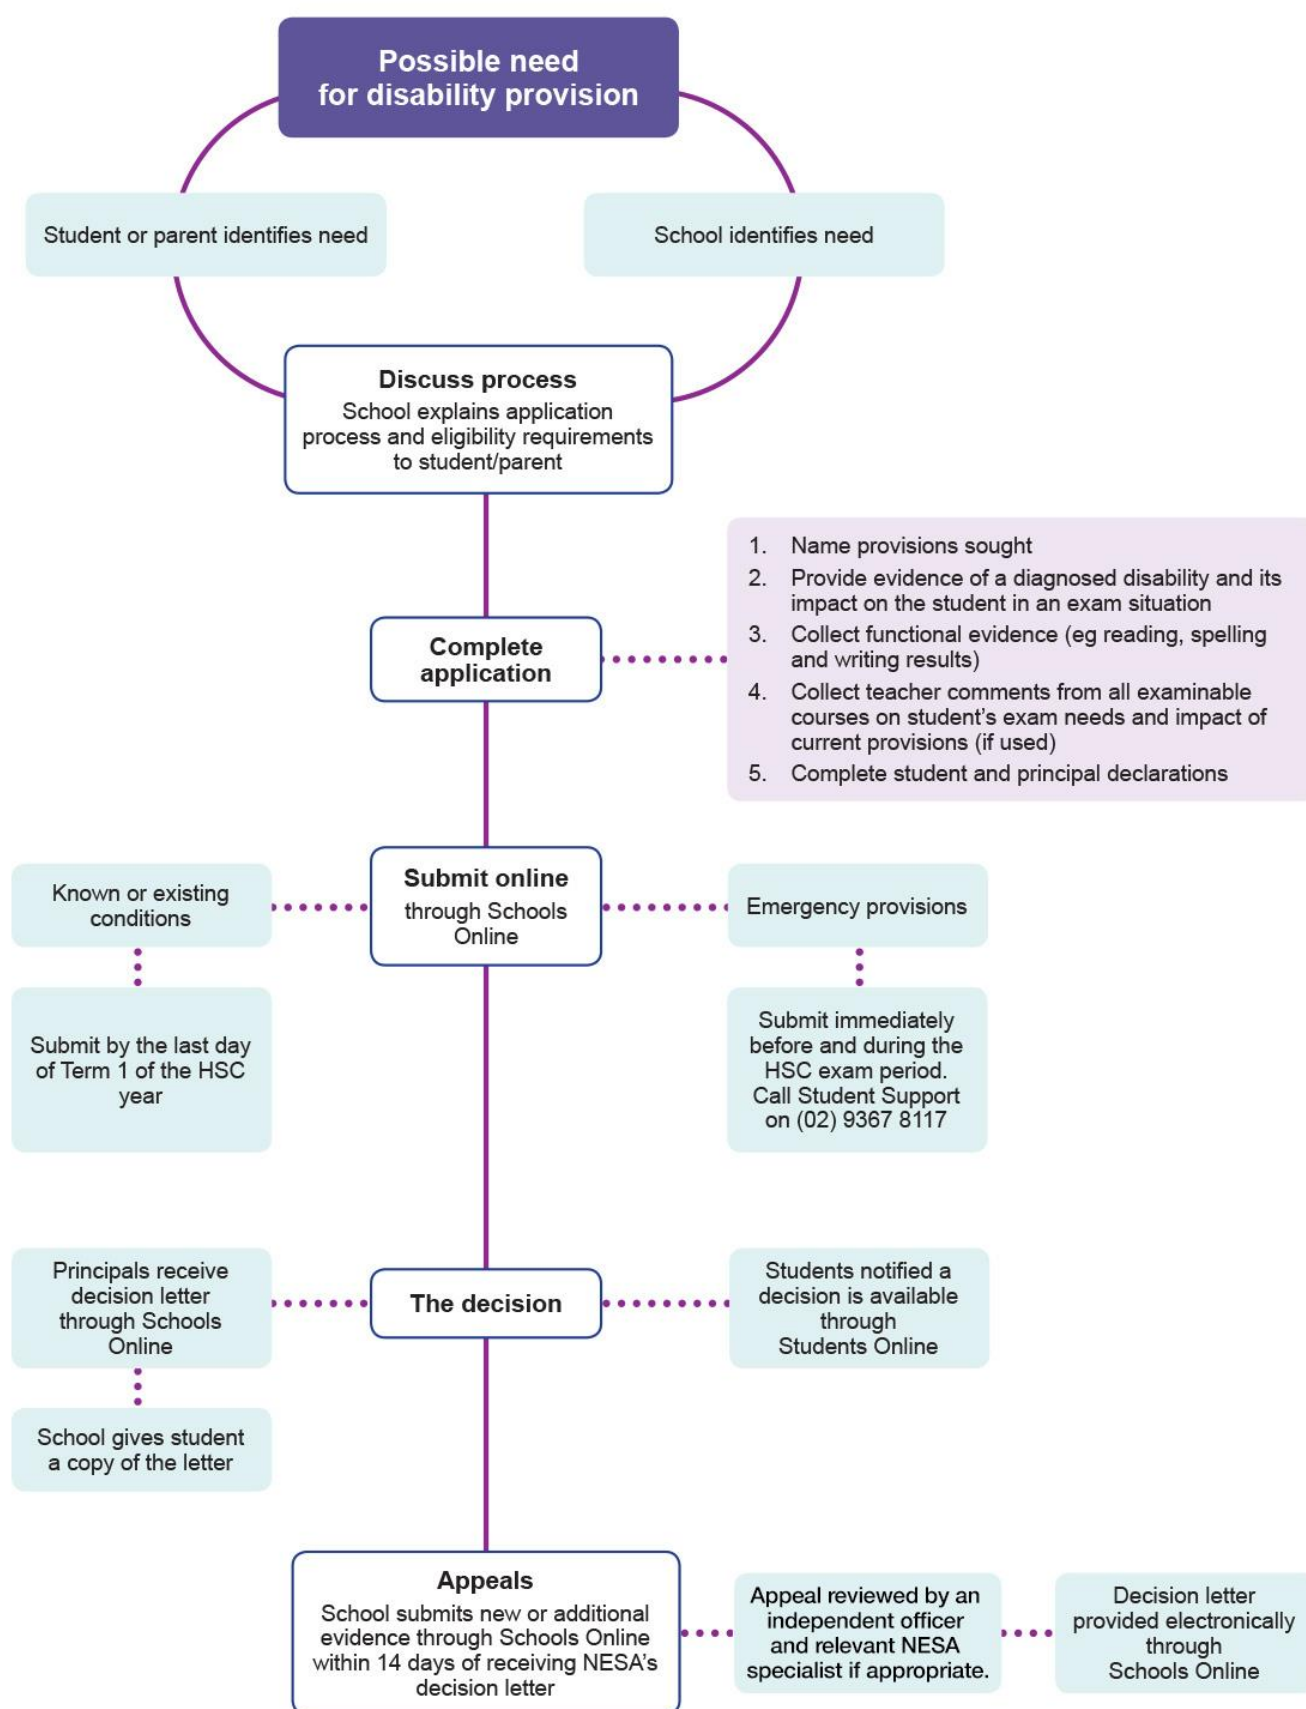 Possible need
for disability provision
Student or parent identifies need
School identifies need
Discuss process
School explains application
process and eligibility requirements
to student/parent
1. Name provisions sought
2. Provide evidence of a diagnosed disability and its
impact on the student in an exam situation
3. Collect functional evidence (eg reading, spelling
and writing results)
4. Collect teacher comments from all examinable
courses on student’s exam needs and impact of
current provisions (if used)
5. Complete student and principal declarations
Complete
application
Submit online
through Schools
Online
Known or existing
conditions
Emergency provisions
Submit by the last day
of Term 1 of the HSC
year
Submit immediately
before and during the
HSC exam period.
Call Student Support
on (02) 9367 8117
Principals receive
decision letter
through Schools
Online
The decision
Students notified a
decision is available
through
Students Online
School gives student
a copy of the letter
Appeals
School submits new or additional
evidence through Schools Online
within 14 days of receiving NESA’s
decision letter
Appeal reviewed by an
independent officer
and relevant NESA
specialist if appropriate.
Decision letter
provided electronically
through
Schools Online